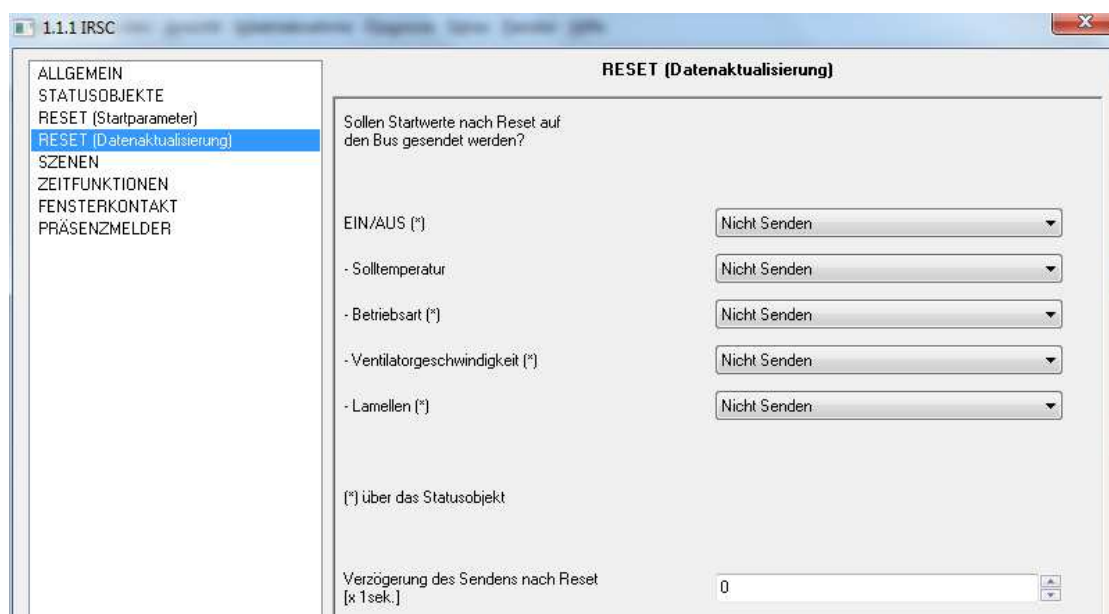 1.1.1 IRSC
ALLGEMEIN
STATUSOBJEKTE
RESET (Startparameter)
RESET (Datenaktualisierung)
SZENEN
ZEITFUNKTIONEN
FENSTERKONTAKT
PRÄSENZMELDER
RESET (Datenaktualisierung)
Sollen Startwerte nach Reset auf
den Bus gesendet werden?
EIN/AUS (*) Nicht Senden
- Solltemperatur Nicht Senden
- Betriebsart (*) Nicht Senden
- Ventilatorgeschwindigkeit (*) Nicht Senden
- Lamellen (*) Nicht Senden
(*) über das Statusobjekt
Verzögerung des Sendens nach Reset
[x 1sek.] 0